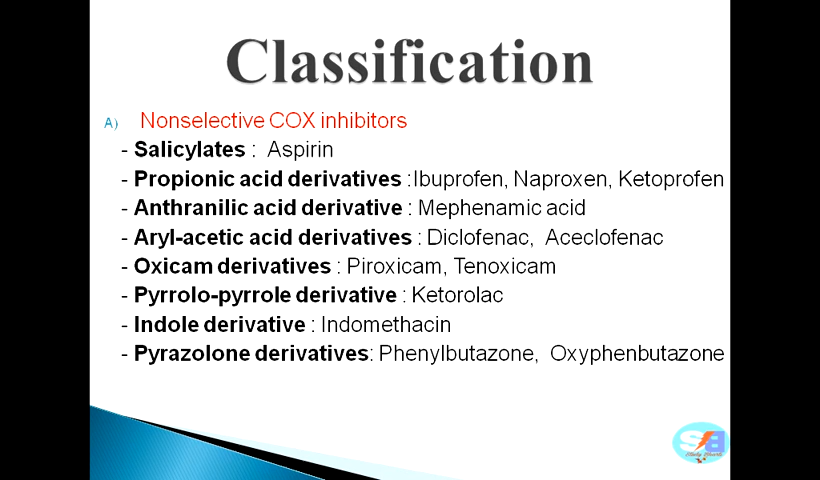 Classification
A) Nonselective COX inhibitors
- Salicylates : Aspirin
- Propionic acid derivatives :Ibuprofen, Naproxen, Ketoprofen
- Anthranilic acid derivative : Mephenamic acid
- Aryl-acetic acid derivatives : Diclofenac, Aceclofenac
- Oxicam derivatives : Piroxicam, Tenoxicam
- Pyrrolo-pyrrole derivative : Ketorolac
- Indole derivative : Indomethacin
- Pyrazolone derivatives: Phenylbutazone, Oxyphenbutazone